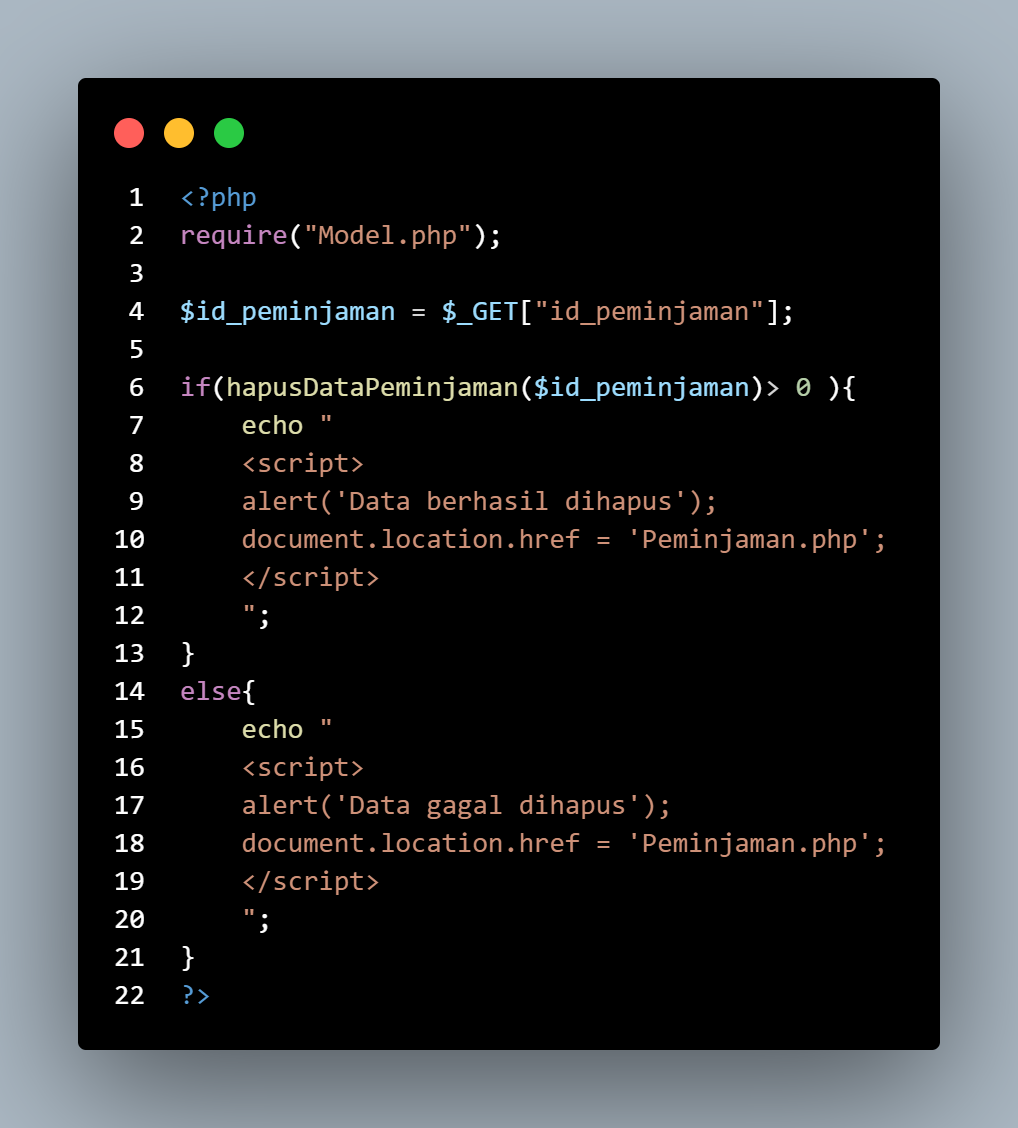 1 <?php
2 require("Model.php");
3
4 $id_peminjaman = $_GET["id_peminjaman"];
5
6 if(hapusDataPeminjaman($id_peminjaman)> 0 ){
7     echo "
8     <script>
9     alert('Data berhasil dihapus');
10     document.location.href = 'Peminjaman.php';
11     </script>
12     ";
13 }
14 else{
15     echo "
16     <script>
17     alert('Data gagal dihapus');
18     document.location.href = 'Peminjaman.php';
19     </script>
20     ";
21 }
22 ?>